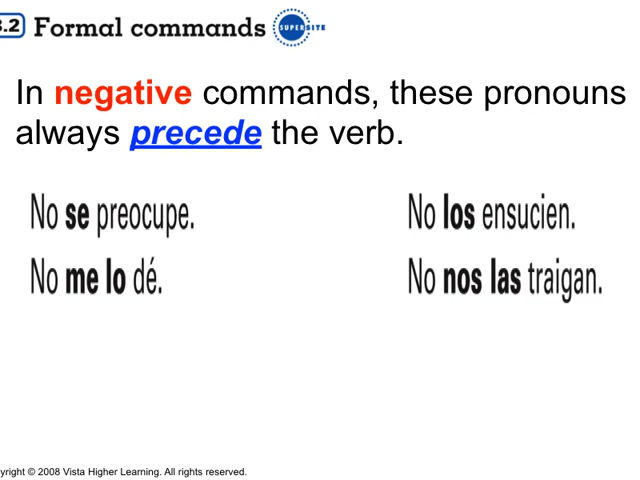 3.2 Formal commands SUPERSITE
In negative commands, these pronouns
always precede the verb.
No se preocupe. No los ensucien.
No me lo dé. No nos las traigan.
yright © 2008 Vista Higher Learning. All rights reserved.